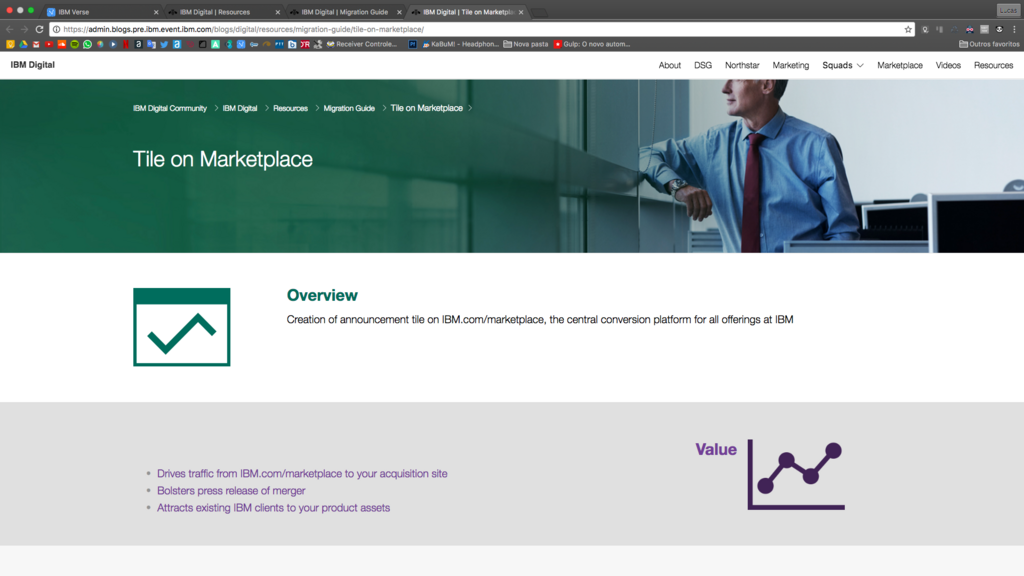 IBM Verse
IBM Digital | Resources
IBM Digital | Migration Guide
IBM Digital | Tile on Marketpla
Lucas
https://admin.blogs.pre.ibm.event.ibm.com/blogs/digital/resources/migration-guide/tile-on-marketplace/
Receiver Controle...
KaBuM! - Headphon...
Nova pasta
Gulp: O novo autom...
Outros favoritos
IBM Digital
About
DSG
Northstar
Marketing
Squads
Marketplace
Videos
Resources
IBM Digital Community > IBM Digital > Resources > Migration Guide > Tile on Marketplace >
Tile on Marketplace
Overview
Creation of announcement tile on IBM.com/marketplace, the central conversion platform for all offerings at IBM
Value
• Drives traffic from IBM.com/marketplace to your acquisition site
• Bolsters press release of merger
• Attracts existing IBM clients to your product assets